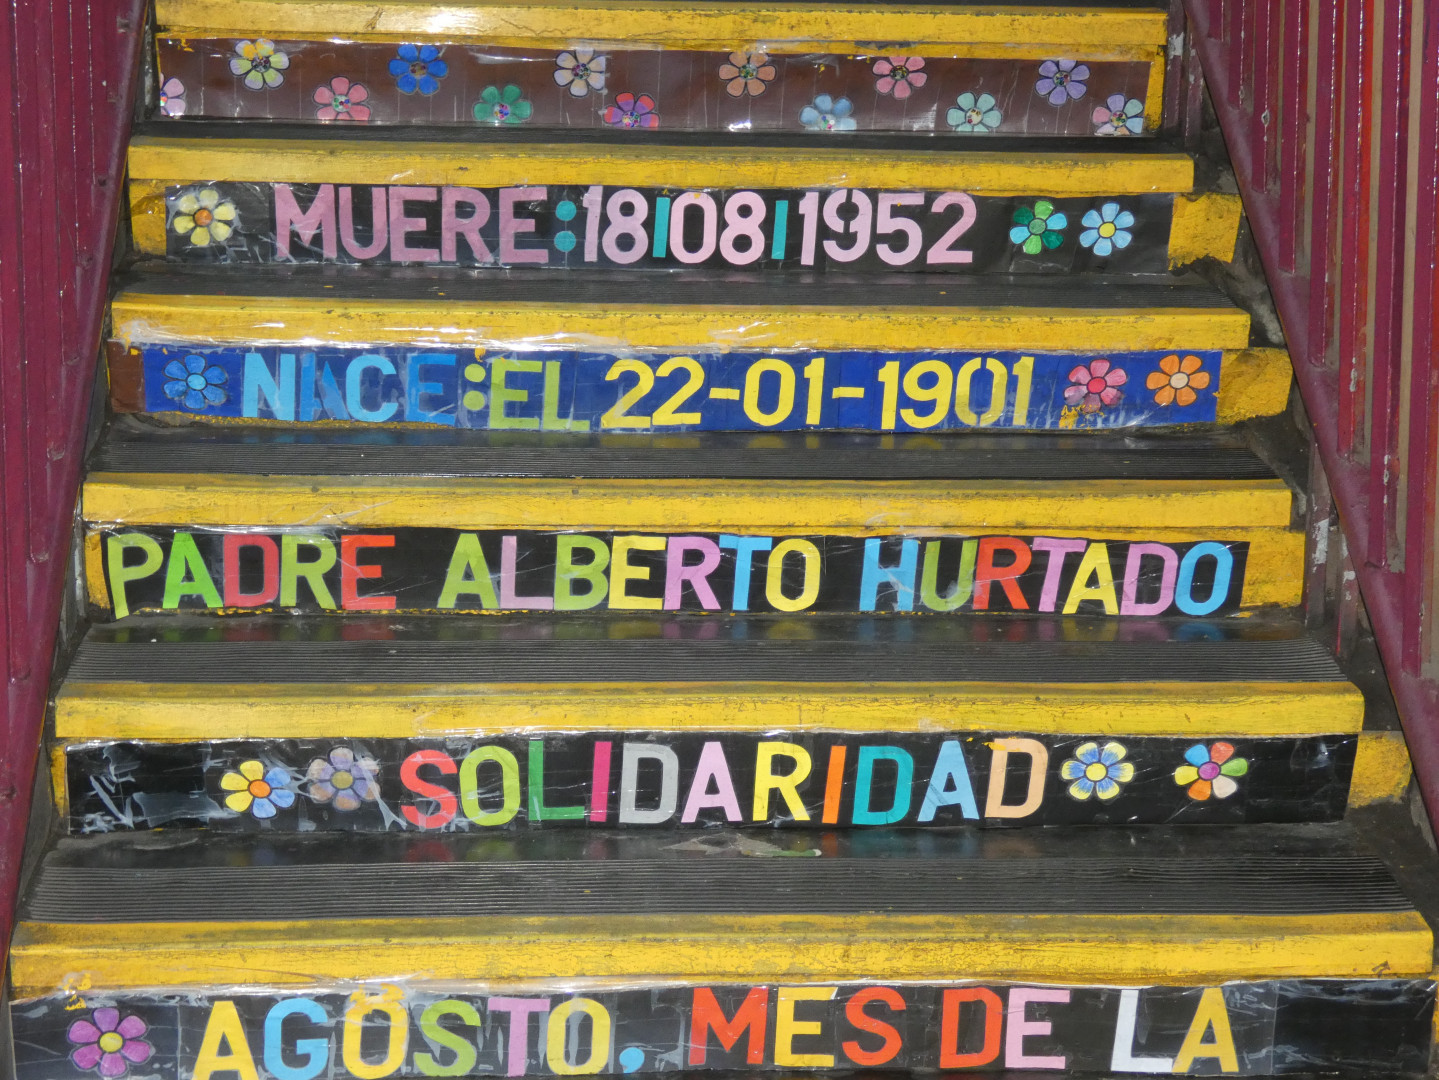 MUERE:18/08/1952
NACE:EL 22-01-1901
PADRE ALBERTO HURTADO
SOLIDARIDAD
AGOSTO, MES DE LA